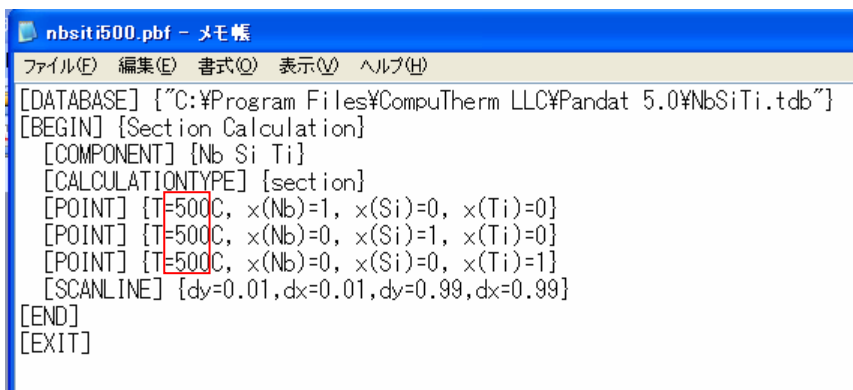 nbsiti500.pbf - メモ帳
ファイル(F) 編集(E) 書式(O) 表示(V) ヘルプ(H)
[DATABASE] {"C:¥Program Files¥CompuTherm LLC¥Pandat 5.0¥NbSiTi.tdb"}
[BEGIN] {Section Calculation}
[COMPONENT] {Nb Si Ti}
[CALCULATIONTYPE] {section}
[POINT] {T=500C, x(Nb)=1, x(Si)=0, x(Ti)=0}
[POINT] {T=500C, x(Nb)=0, x(Si)=1, x(Ti)=0}
[POINT] {T=500C, x(Nb)=0, x(Si)=0, x(Ti)=1}
[SCANLINE] {dy=0.01,dx=0.01,dy=0.99,dx=0.99}
[END]
[EXIT]